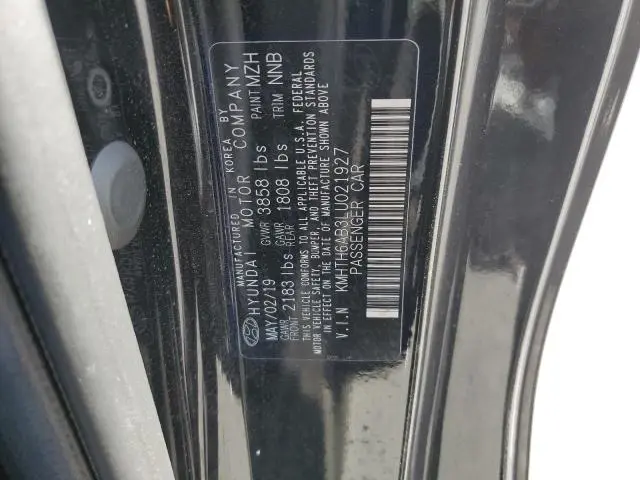 MANUFACTURED IN KOREA BY
HYUNDAI MOTOR COMPANY
MAY/02/19 GVWR 3858 lbs PAINT MZH
GAWR FRONT 2183 lbs GAWR REAR 1808 lbs TRIM NNB
THIS VEHICLE CONFORMS TO ALL APPLICABLE U.S.A. FEDERAL
MOTOR VEHICLE SAFETY, BUMPER, AND THEFT PREVENTION STANDARDS
IN EFFECT ON THE DATE OF MANUFACTURE SHOWN ABOVE
V.I.N KMHTH6AB3LU021927
PASSENGER CAR